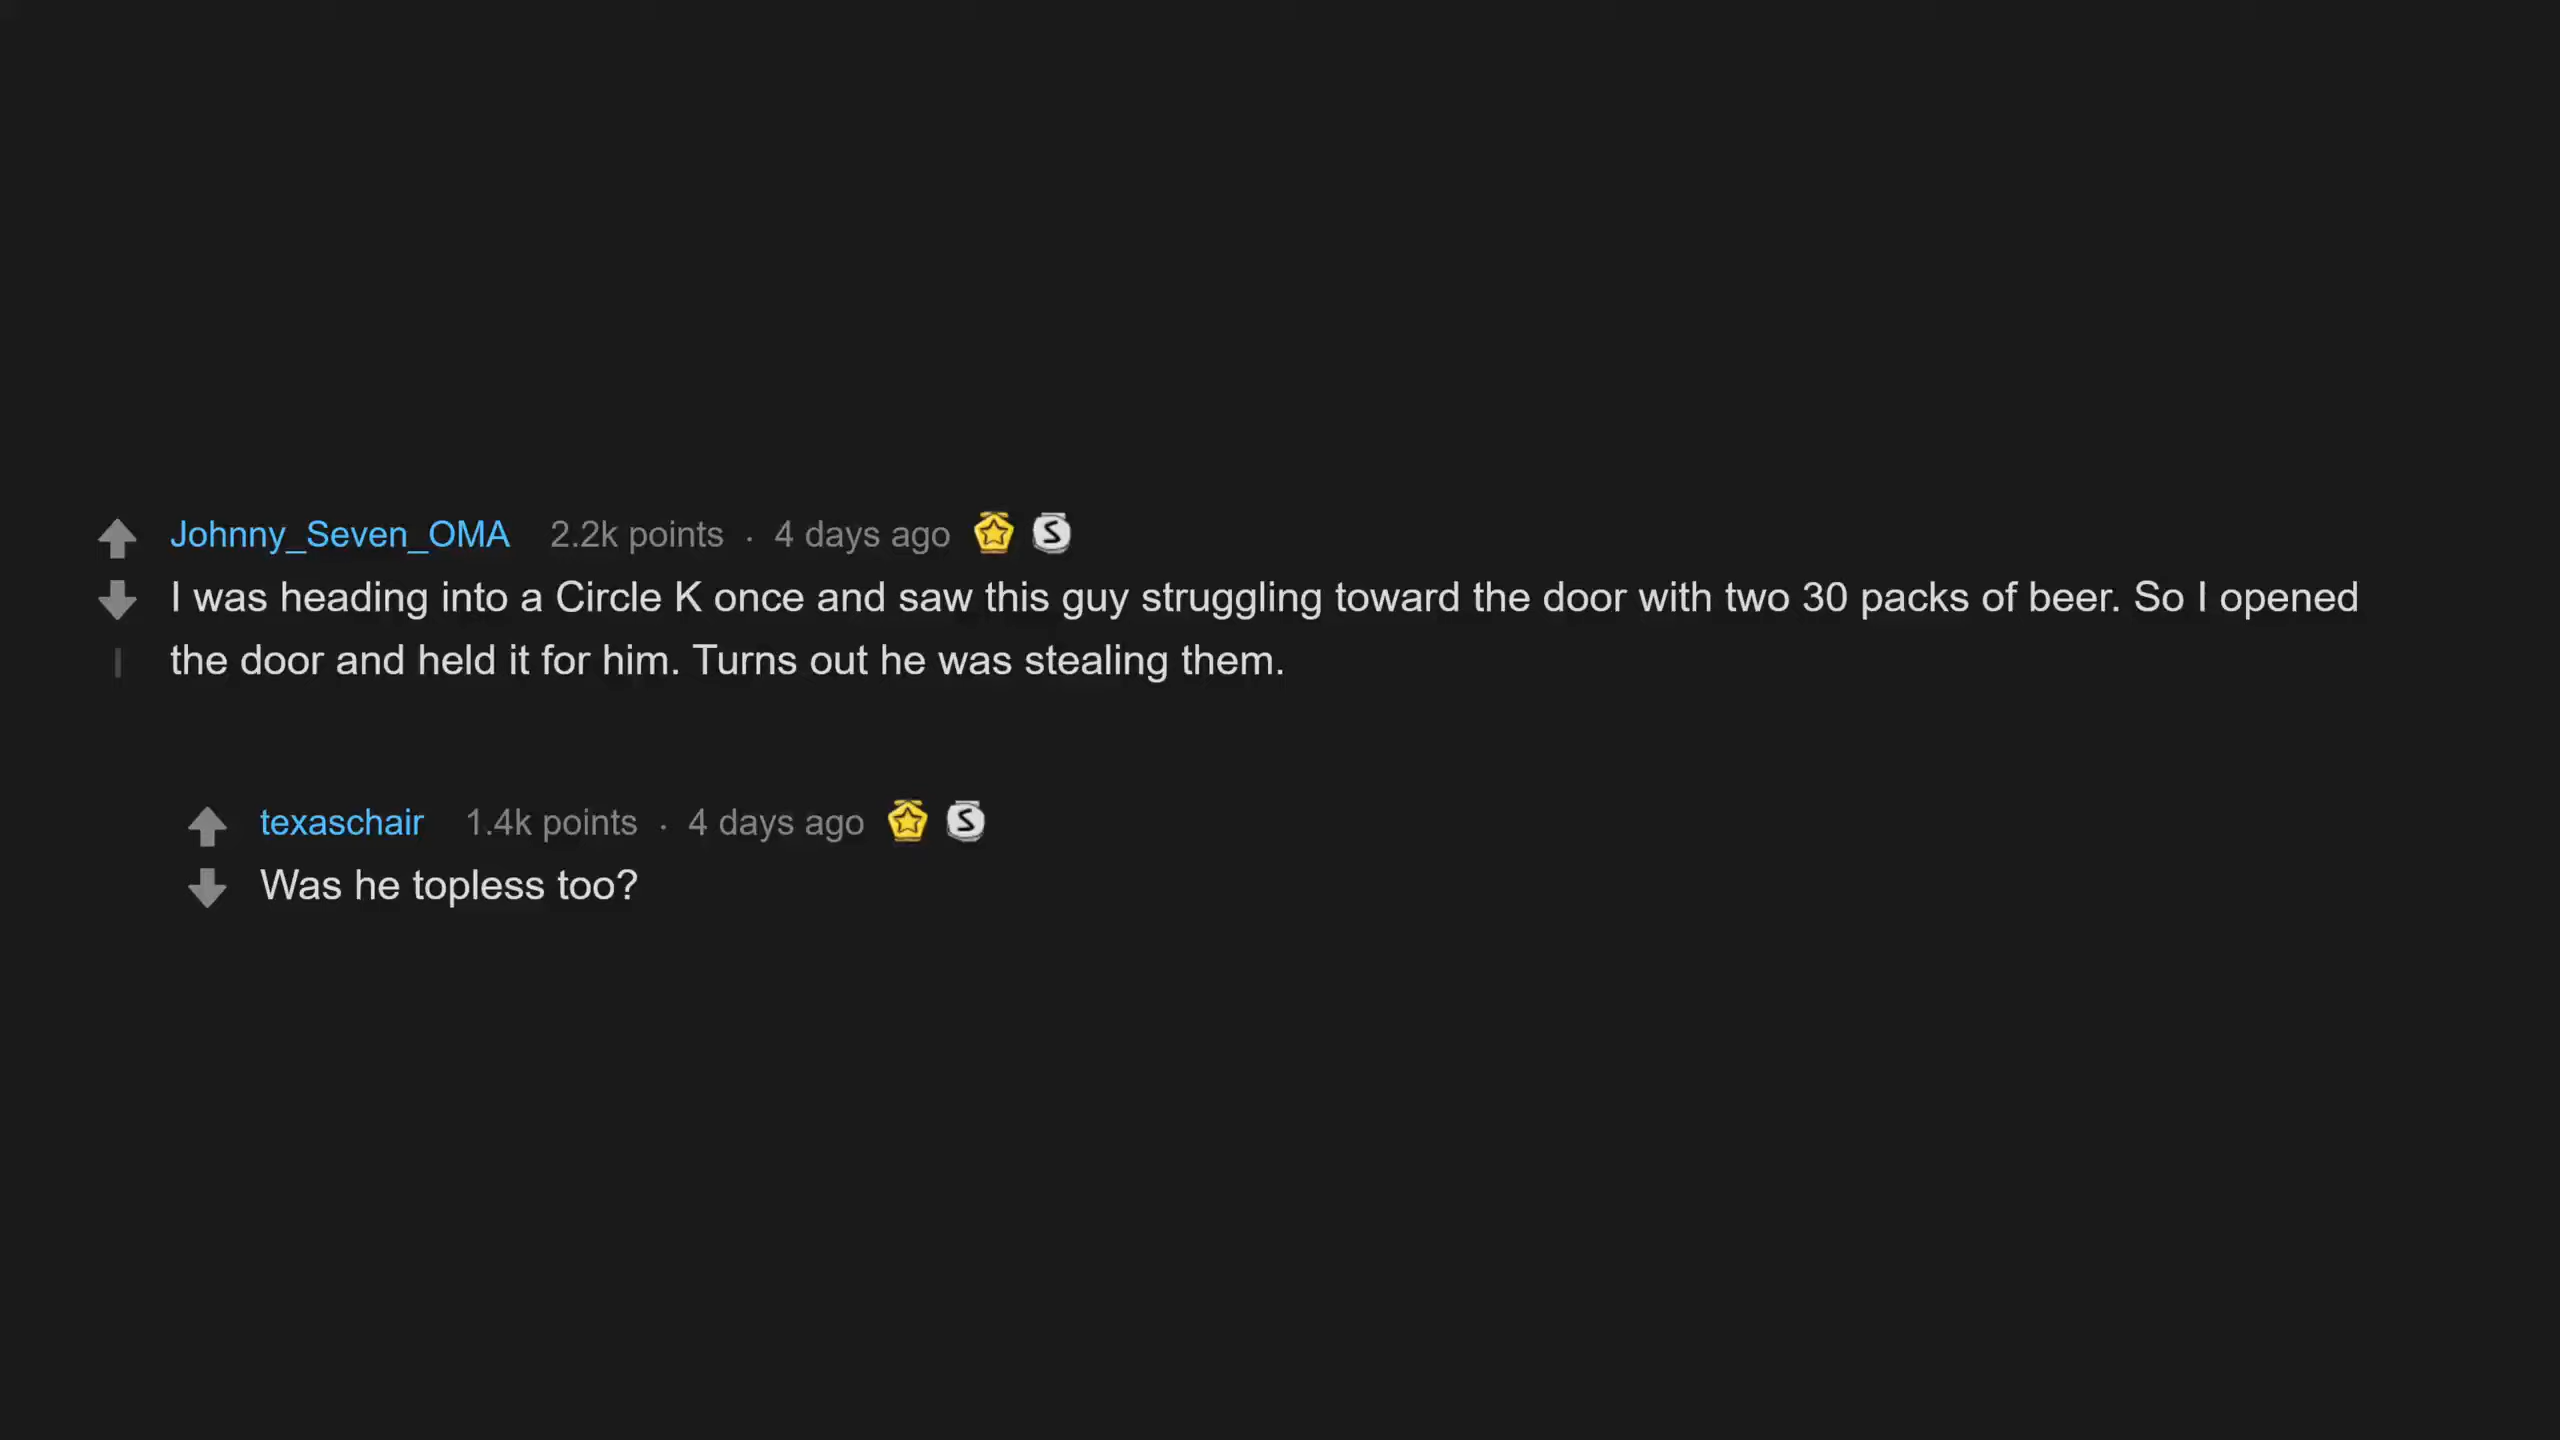 Johnny_Seven_OMA 2.2k points · 4 days ago S
I was heading into a Circle K once and saw this guy struggling toward the door with two 30 packs of beer. So I opened
the door and held it for him. Turns out he was stealing them.
texaschair 1.4k points · 4 days ago S
Was he topless too?